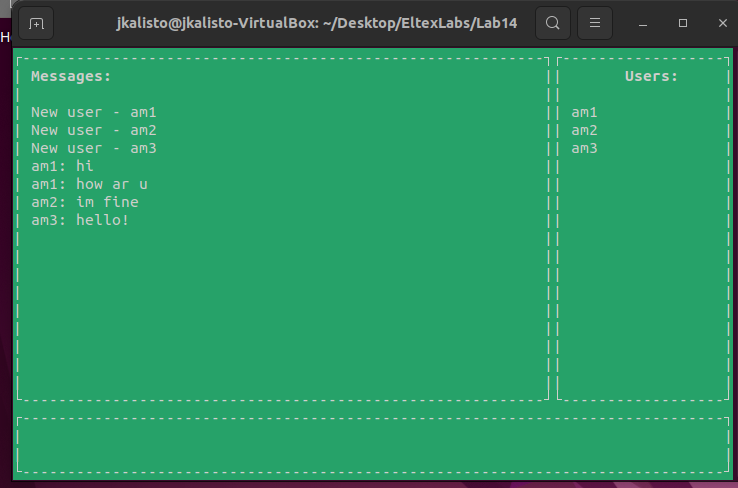 jkalisto@jkalisto-VirtualBox: ~/Desktop/EltexLabs/Lab14
Messages:
New user - am1
New user - am2
New user - am3
am1: hi
am1: how ar u
am2: im fine
am3: hello!
Users:
am1
am2
am3